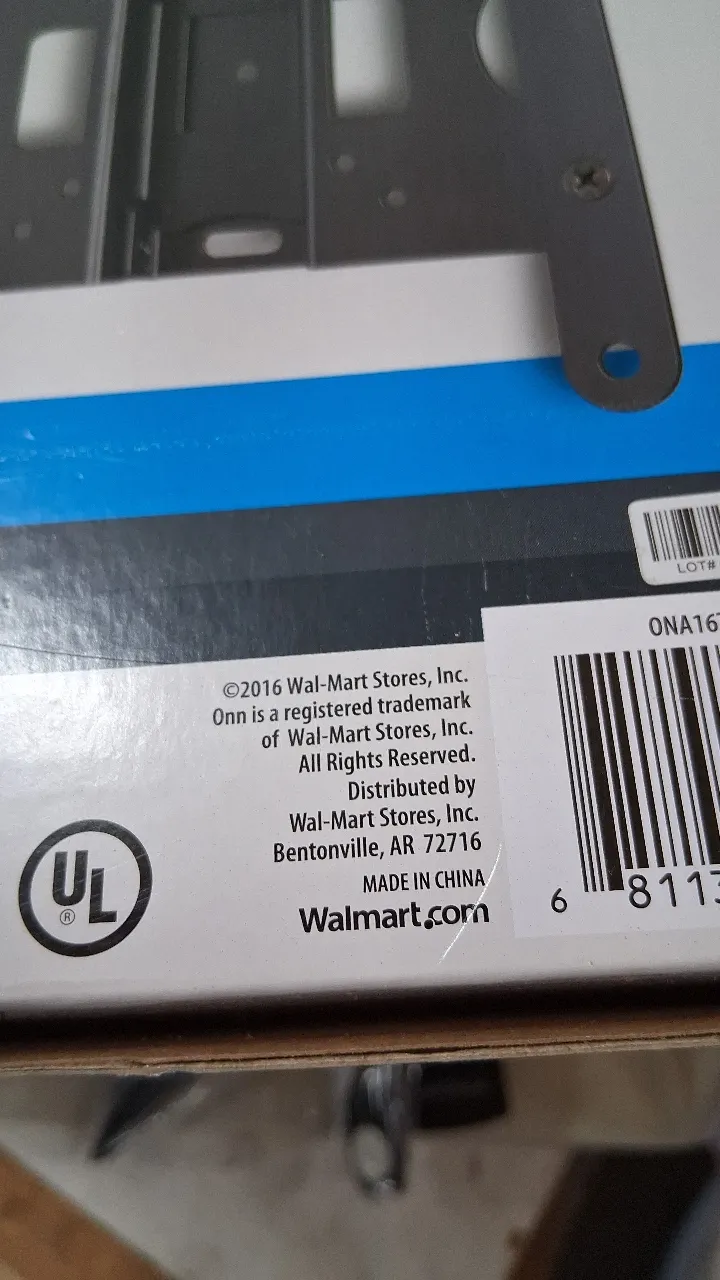 LOT#
ONA16
©2016 Wal-Mart Stores, Inc.
Onn is a registered trademark
of Wal-Mart Stores, Inc.
All Rights Reserved.
Distributed by
Wal-Mart Stores, Inc.
Bentonville, AR 72716
MADE IN CHINA
Walmart.com
UL
®
6 8113